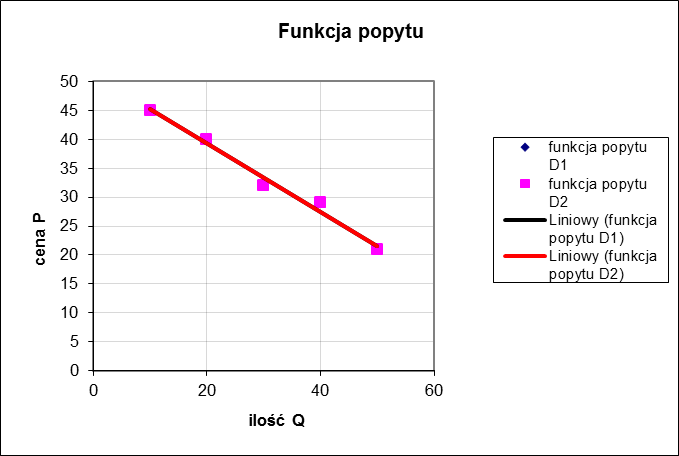 Funkcja popytu
50
45
40
35
30
25
20
15
10
5
0
cena P
0 20 40 60
ilość Q
funkcja popytu
D1
funkcja popytu
D2
Liniowy (funkcja
popytu D1)
Liniowy (funkcja
popytu D2)